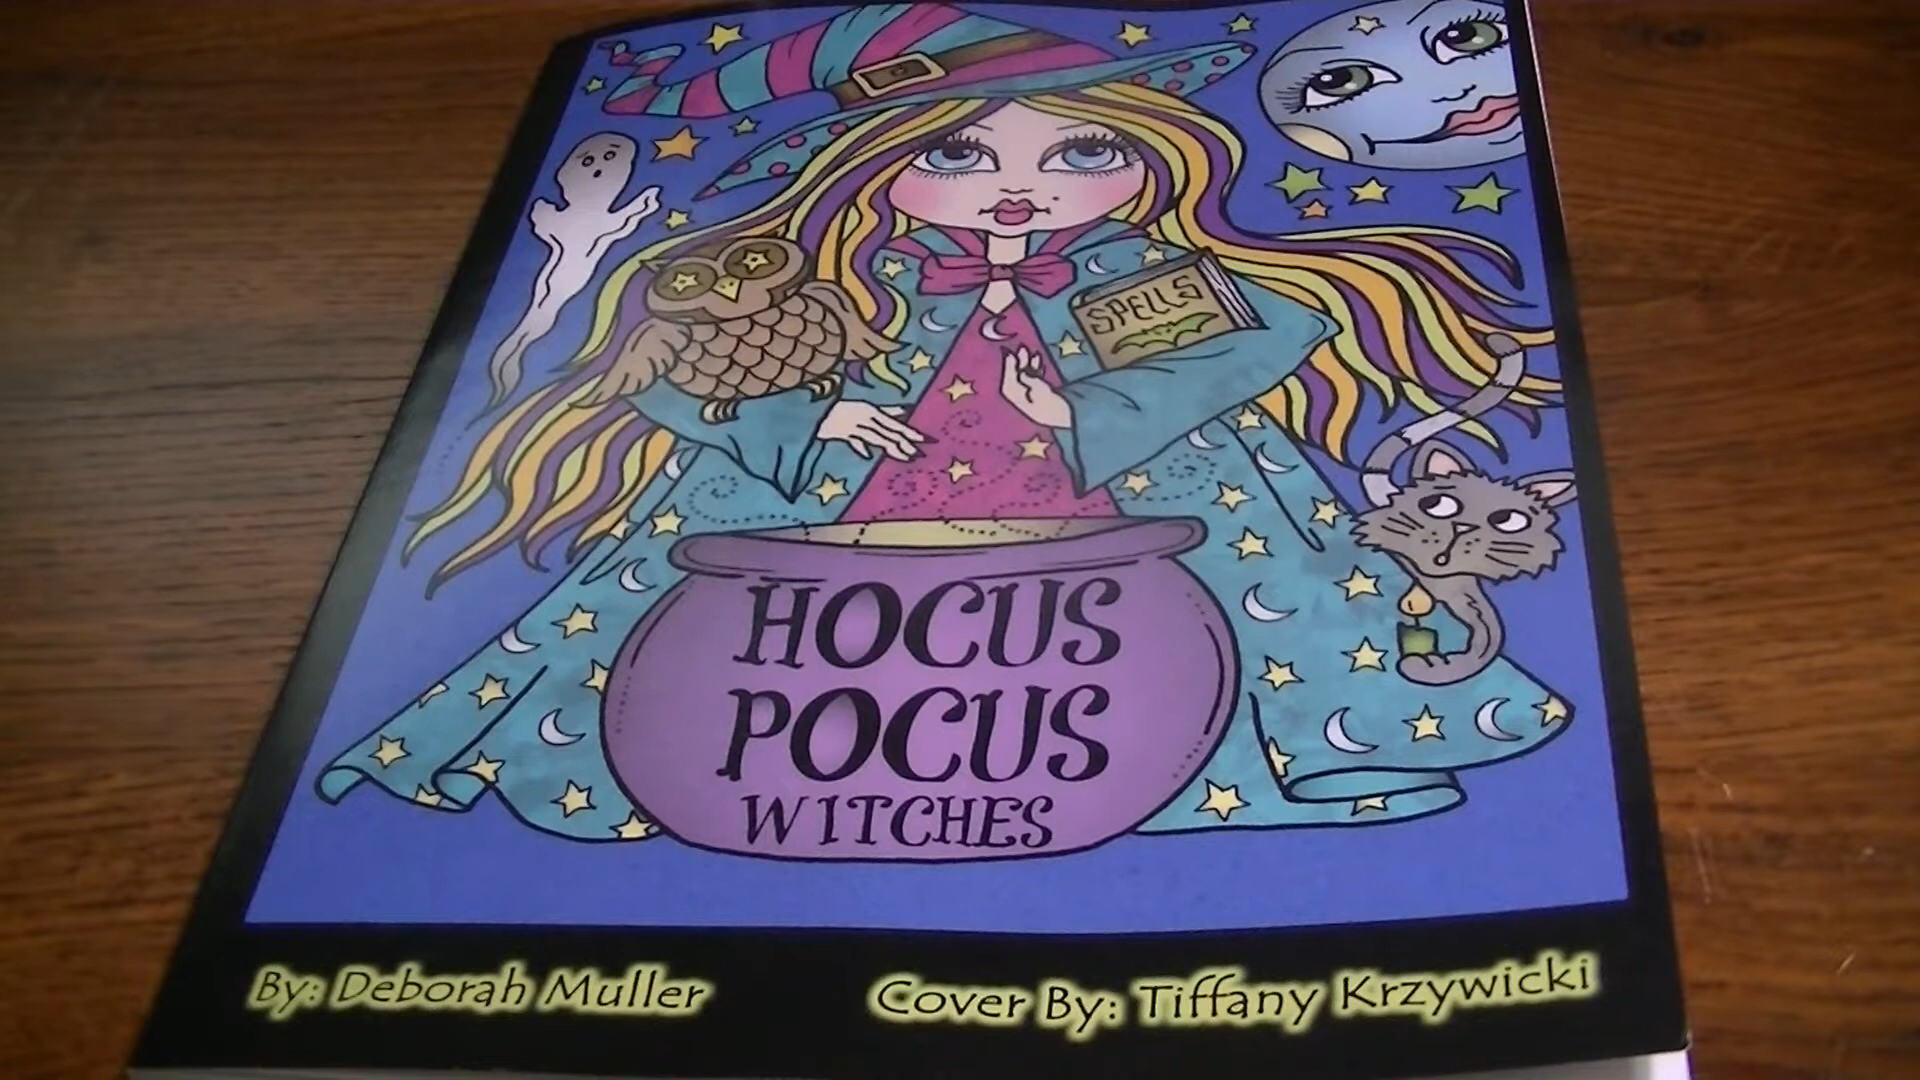 SPELLS
HOCUS
POCUS
WITCHES
By: Deborah Muller
Cover By: Tiffany Krzywicki